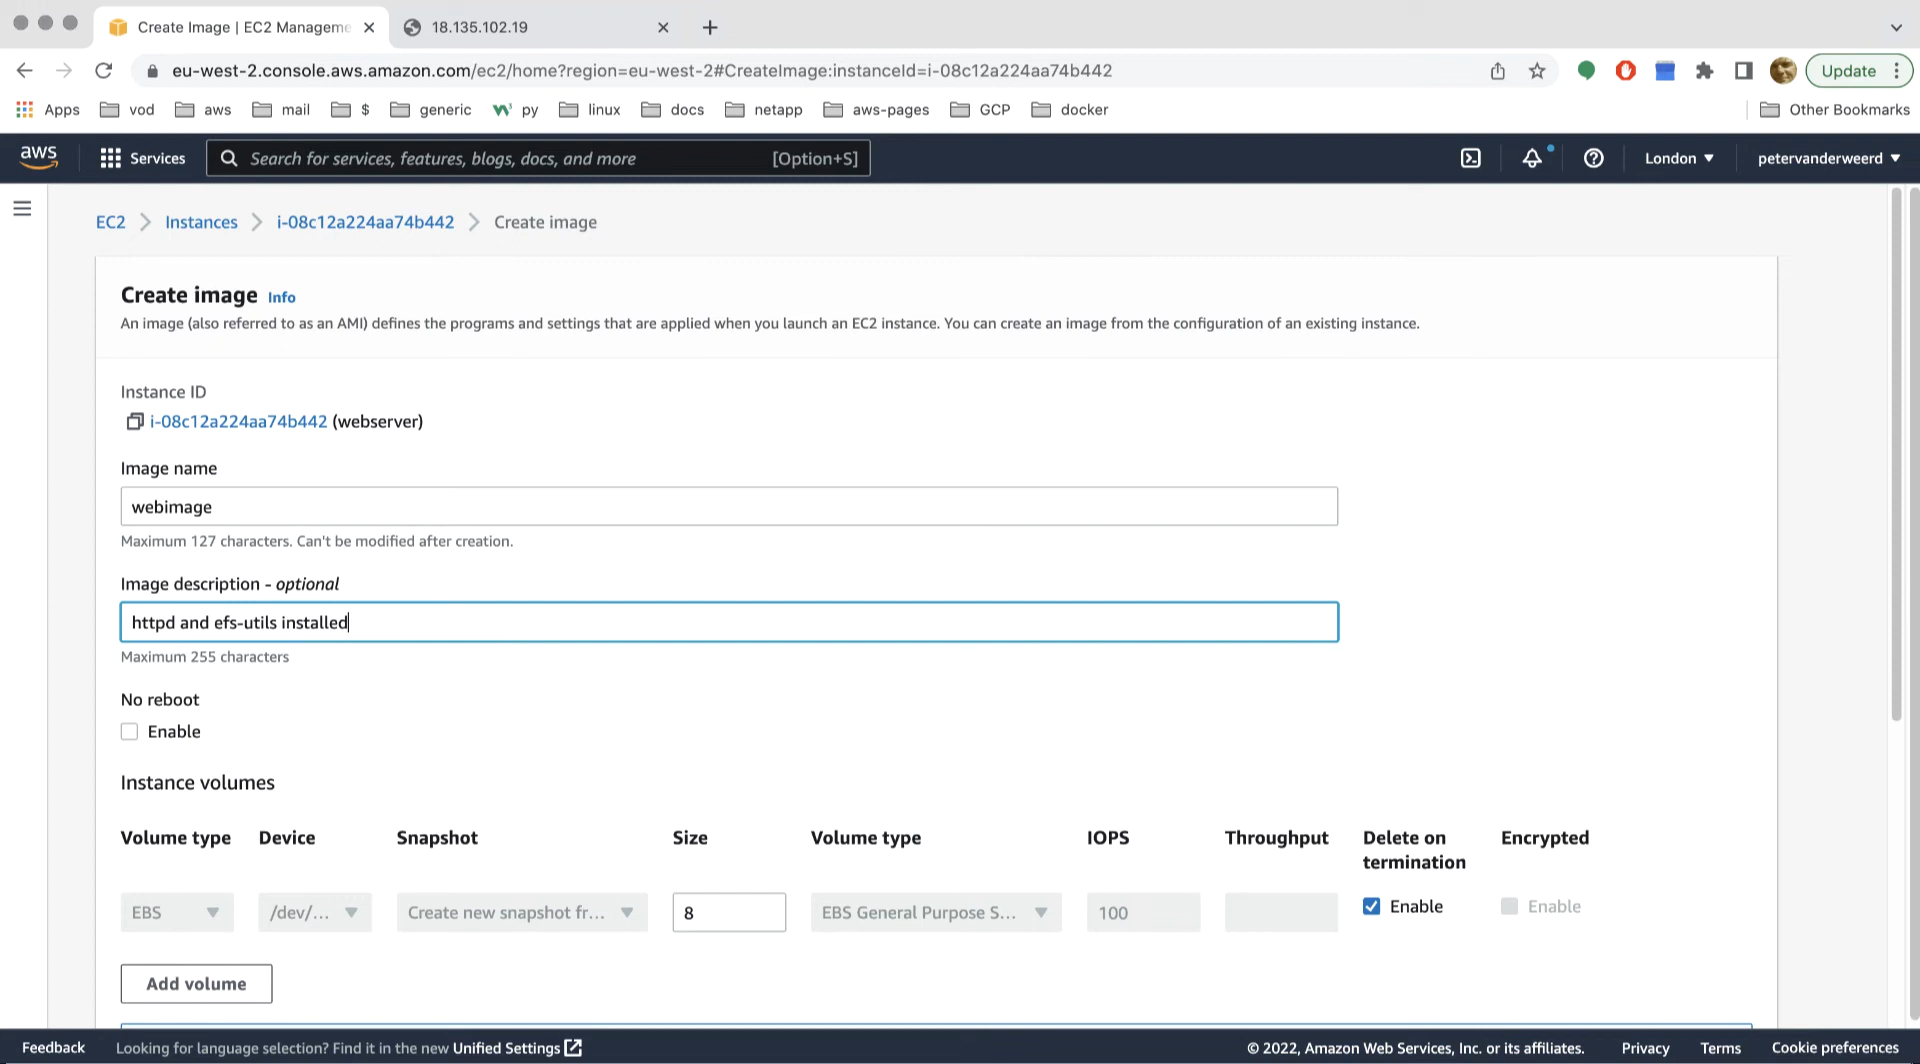 Create Image | EC2 Manageme
18.135.102.19
eu-west-2.console.aws.amazon.com/ec2/home?region=eu-west-2#CreateImage:instanceId=i-08c12a224aa74b442
Update
Apps vod aws mail $ generic py linux docs netapp aws-pages GCP docker Other Bookmarks
aws Services Search for services, features, blogs, docs, and more [Option+S] London petervanderweerd
EC2 Instances i-08c12a224aa74b442 Create image
Create image Info
An image (also referred to as an AMI) defines the programs and settings that are applied when you launch an EC2 instance. You can create an image from the configuration of an existing instance.
Instance ID
i-08c12a224aa74b442 (webserver)
Image name
webimage
Maximum 127 characters. Can't be modified after creation.
Image description - optional
httpd and efs-utils installed
Maximum 255 characters
No reboot
Enable
Instance volumes
Volume type Device Snapshot Size Volume type IOPS Throughput Delete on termination Encrypted
EBS /dev/... Create new snapshot fr... 8 EBS General Purpose S... 100 Enable Enable
Add volume
Feedback Looking for language selection? Find it in the new Unified Settings © 2022, Amazon Web Services, Inc. or its affiliates. Privacy Terms Cookie preferences